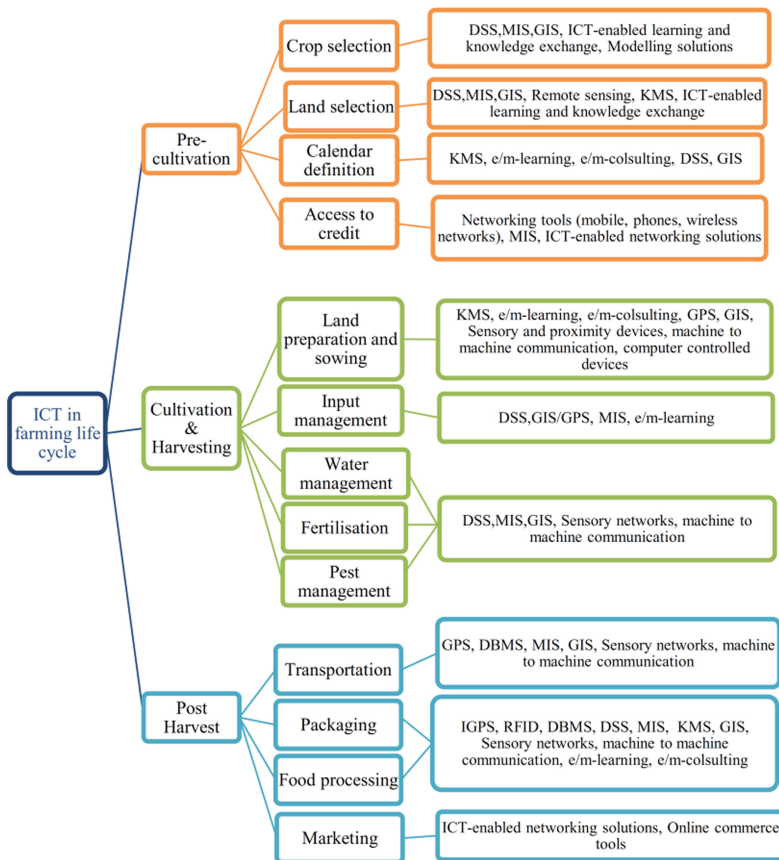 Crop selection
DSS,MIS,GIS, ICT-enabled learning and
knowledge exchange, Modelling solutions
Land selection
DSS,MIS,GIS, Remote sensing, KMS, ICT-enabled
learning and knowledge exchange
Pre-
cultivation
Calendar
definition
KMS, e/m-learning, e/m-colsulting, DSS, GIS
Access to
credit
Networking tools (mobile, phones, wireless
networks), MIS, ICT-enabled networking solutions
ICT in
farming life
cycle
Cultivation
&
Harvesting
Land
preparation and
sowing
KMS, e/m-learning, e/m-colsulting, GPS, GIS,
Sensory and proximity devices, machine to
machine communication, computer controlled
devices
Input
management
DSS,GIS/GPS, MIS, e/m-learning
Water
management
Fertilisation
Pest
management
DSS,MIS,GIS, Sensory networks, machine to
machine communication
Post
Harvest
Transportation
GPS, DBMS, MIS, GIS, Sensory networks, machine
to machine communication
Packaging
Food processing
IGPS, RFID, DBMS, DSS, MIS, KMS, GIS,
Sensory networks, machine to machine
communication, e/m-learning, e/m-colsulting
Marketing
ICT-enabled networking solutions, Online commerce
tools